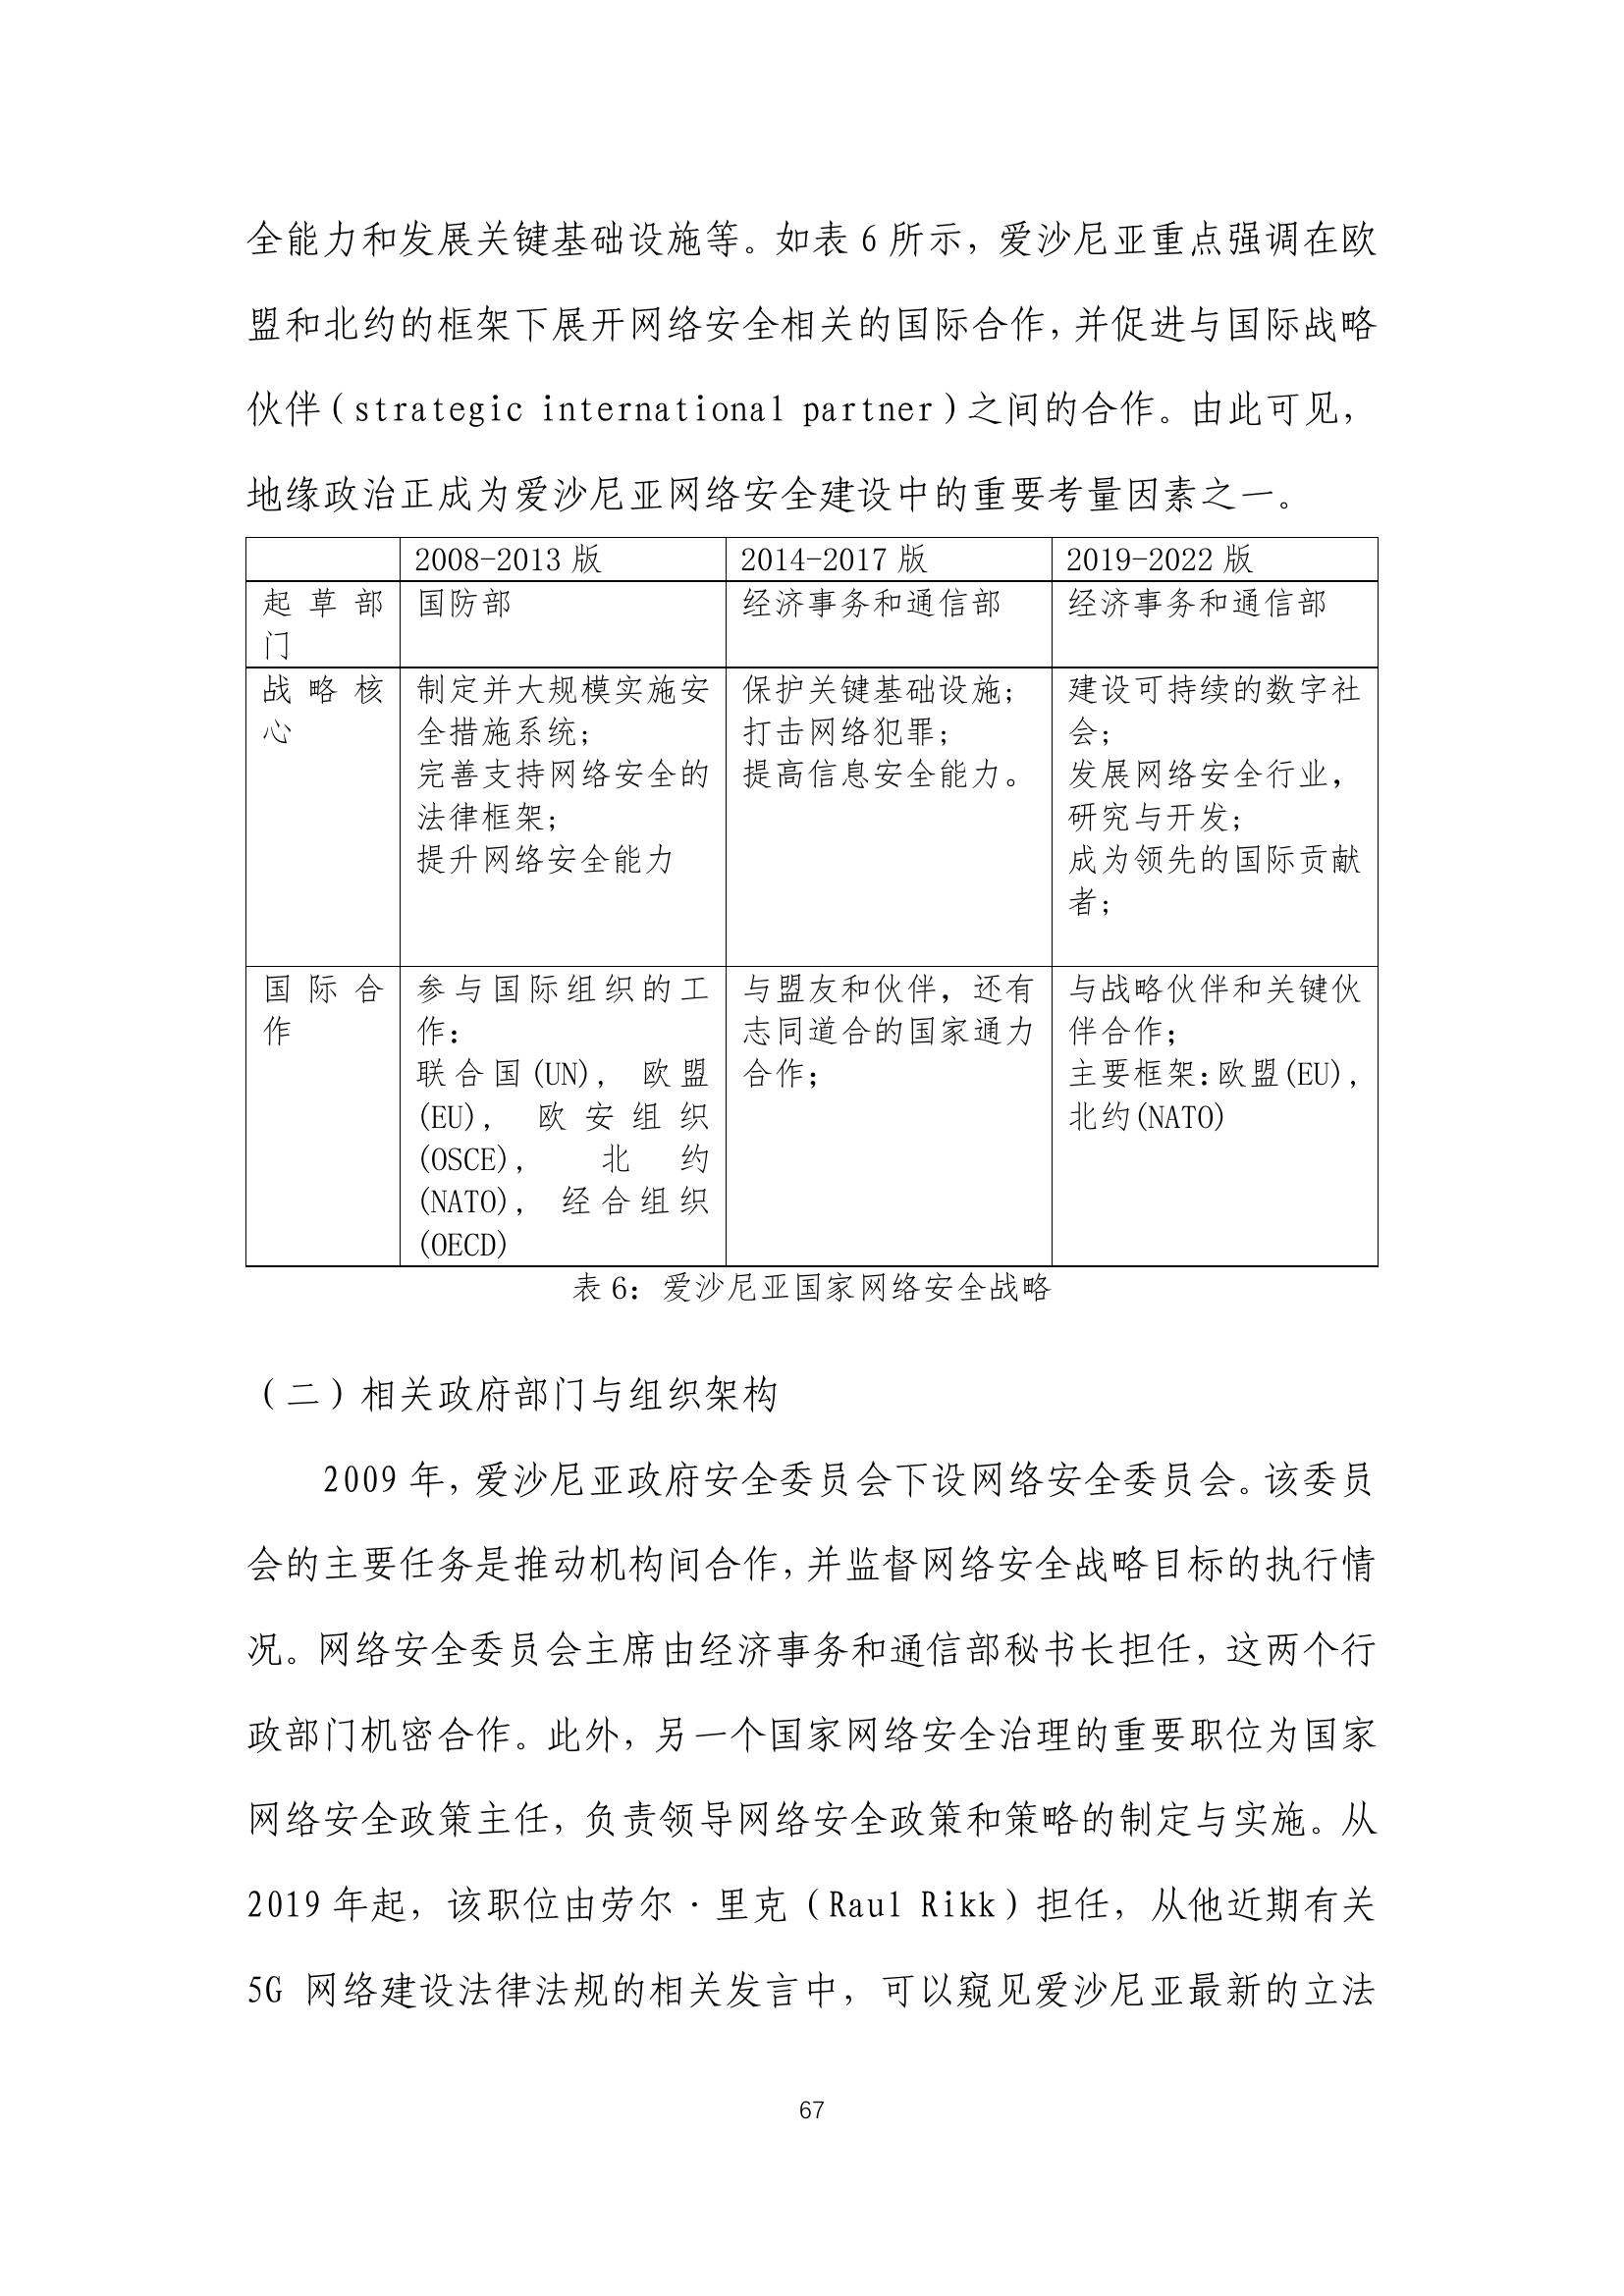 全能力和发展关键基础设施等。如表 6 所示，爱沙尼亚重点强调在欧
盟和北约的框架下展开网络安全相关的国际合作，并促进与国际战略
伙伴（strategic international partner）之间的合作。由此可见，
地缘政治正成为爱沙尼亚网络安全建设中的重要考量因素之一。
2008-2013 版
2014-2017 版
2019-2022 版
起草部
门
国防部
经济事务和通信部
经济事务和通信部
战略核
心
制定并大规模实施安
全措施系统；
完善支持网络安全的
法律框架；
提升网络安全能力
保护关键基础设施；
打击网络犯罪；
提高信息安全能力。
建设可持续的数字社
会；
发展网络安全行业，
研究与开发；
成为领先的国际贡献
者；
国际合
作
参与国际组织的工
作：
联合国(UN)， 欧盟
(EU)， 欧安组织
(OSCE)， 北约
(NATO)， 经合组织
(OECD)
与盟友和伙伴，还有
志同道合的国家通力
合作；
与战略伙伴和关键伙
伴合作；
主要框架：欧盟(EU)，
北约(NATO)
表 6：爱沙尼亚国家网络安全战略
（二）相关政府部门与组织架构
2009 年，爱沙尼亚政府安全委员会下设网络安全委员会。该委员
会的主要任务是推动机构间合作，并监督网络安全战略目标的执行情
况。网络安全委员会主席由经济事务和通信部秘书长担任，这两个行
政部门机密合作。此外，另一个国家网络安全治理的重要职位为国家
网络安全政策主任，负责领导网络安全政策和策略的制定与实施。从
2019 年起，该职位由劳尔·里克（Raul Rikk）担任，从他近期有关
5G 网络建设法律法规的相关发言中，可以窥见爱沙尼亚最新的立法
67